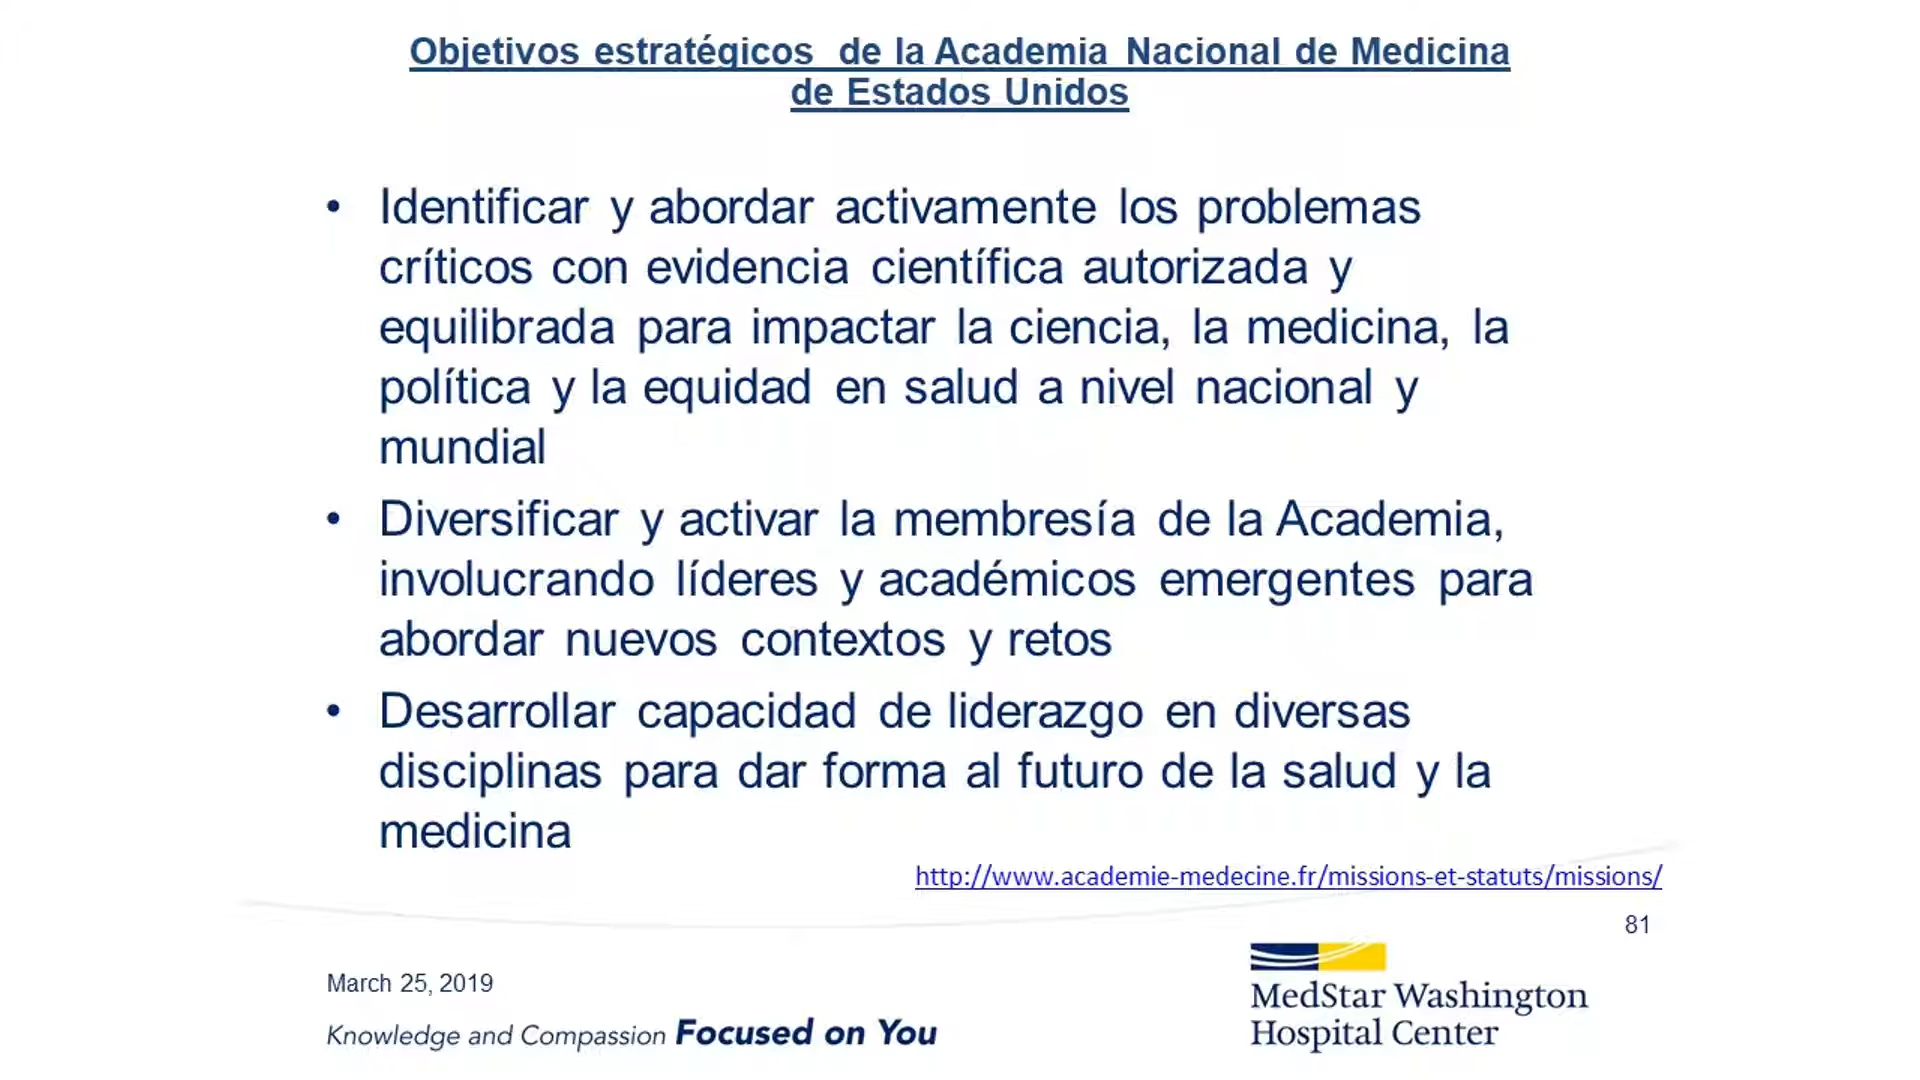 Objetivos estratégicos de la Academia Nacional de Medicina
de Estados Unidos
• Identificar y abordar activamente los problemas
críticos con evidencia científica autorizada y
equilibrada para impactar la ciencia, la medicina, la
política y la equidad en salud a nivel nacional y
mundial
• Diversificar y activar la membresía de la Academia,
involucrando líderes y académicos emergentes para
abordar nuevos contextos y retos
• Desarrollar capacidad de liderazgo en diversas
disciplinas para dar forma al futuro de la salud y la
medicina
http://www.academie-medecine.fr/missions-et-statuts/missions/
81
March 25, 2019
Knowledge and Compassion Focused on You
MedStar Washington
Hospital Center